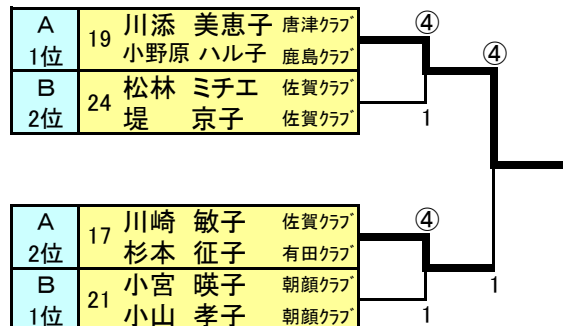 A 19 川添 美恵子 唐津ｸﾗﾌﾞ ④
1位 小野原 ハル子 鹿島ｸﾗﾌﾞ ④
B 24 松林 ミチエ 佐賀ｸﾗﾌﾞ
2位 堤 京子 佐賀ｸﾗﾌﾞ 1
A 17 川崎 敏子 佐賀ｸﾗﾌﾞ ④
2位 杉本 征子 有田ｸﾗﾌﾞ
B 21 小宮 暎子 朝顔ｸﾗﾌﾞ 1
1位 小山 孝子 朝顔ｸﾗﾌﾞ 1